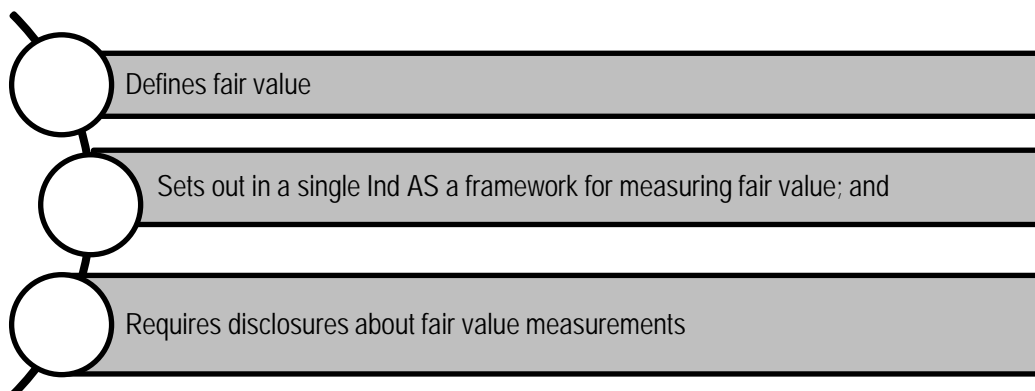 Defines fair value
Sets out in a single Ind AS a framework for measuring fair value; and
Requires disclosures about fair value measurements